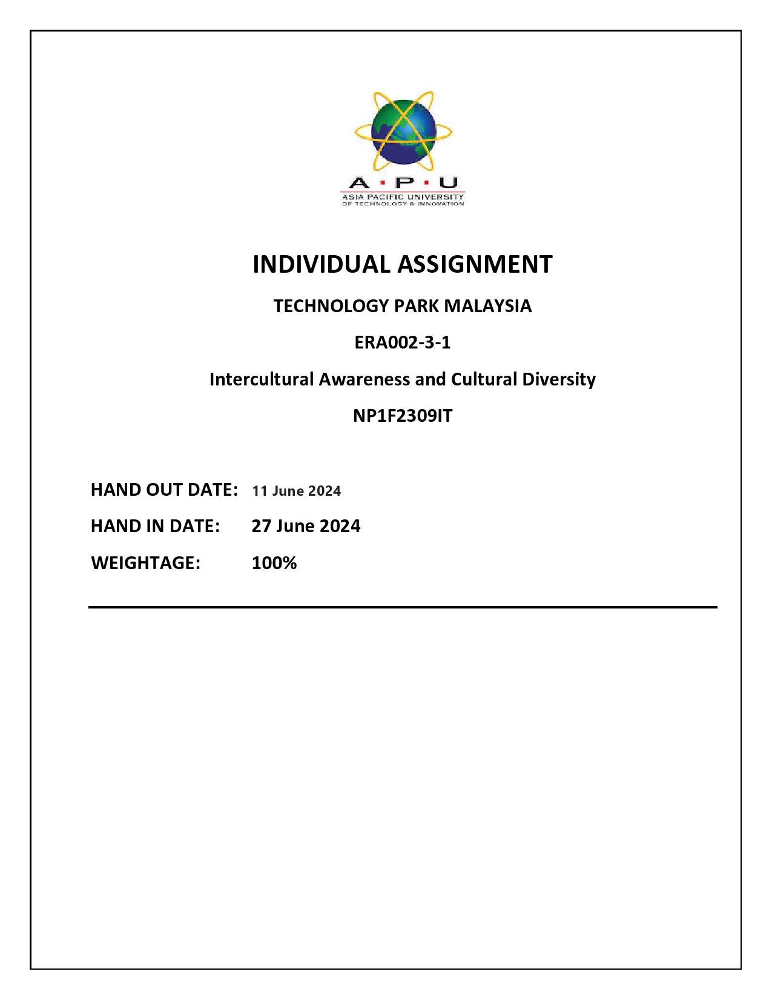 A · P · U
ASIA PACIFIC UNIVERSITY
OF TECHNOLOGY & INNOVATION
INDIVIDUAL ASSIGNMENT
TECHNOLOGY PARK MALAYSIA
ERA002-3-1
Intercultural Awareness and Cultural Diversity
NP1F2309IT
HAND OUT DATE: 11 June 2024
HAND IN DATE: 27 June 2024
WEIGHTAGE: 100%